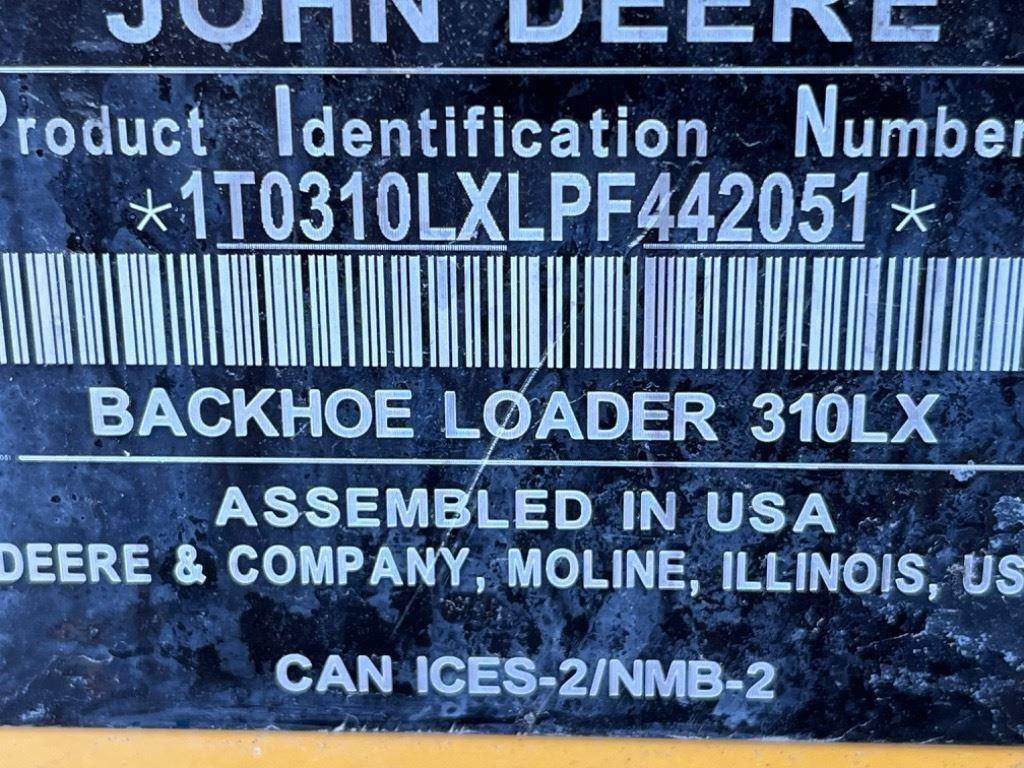 JOHN DEERE
Product Identification Number
*1T0310LXLPF442051*
BACKHOE LOADER 310LX
ASSEMBLED IN USA
DEERE & COMPANY, MOLINE, ILLINOIS, US
CAN ICES-2/NMB-2